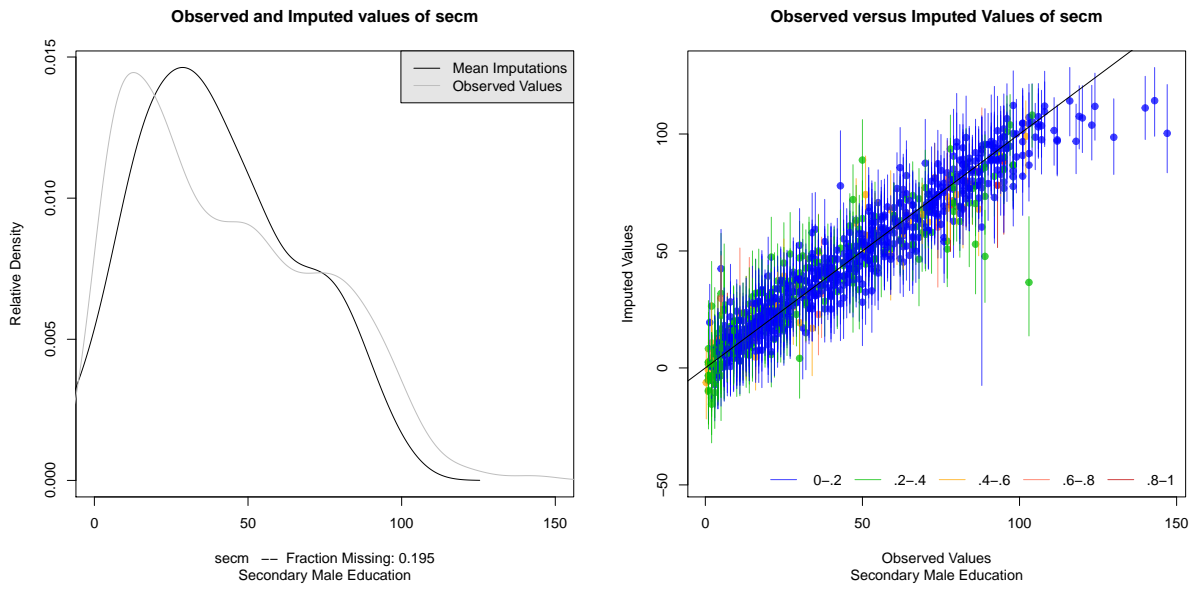 Observed and Imputed values of secm
Relative Density
0.000
0.005
0.010
0.015
Mean Imputations
Observed Values
0
50
100
150
secm −− Fraction Missing: 0.195
Secondary Male Education
Observed versus Imputed Values of secm
Imputed Values
−50
0
50
100
0−.2
.2−.4
.4−.6
.6−.8
.8−1
0
50
100
150
Observed Values
Secondary Male Education